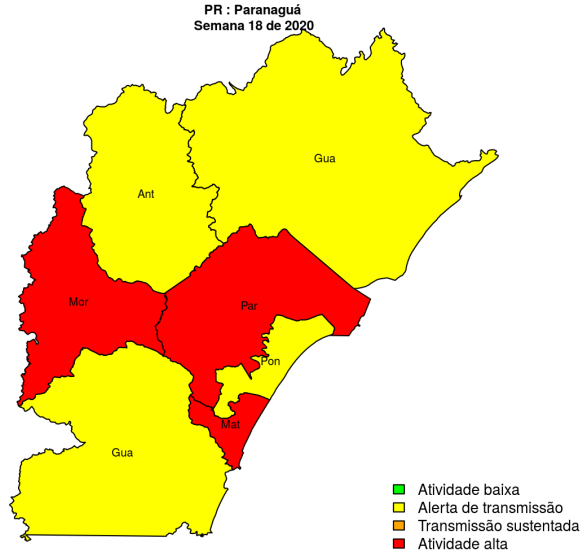 PR : Paranaguá
Semana 18 de 2020
Gua
Ant
Mor
Par
Pon
Mat
Gua
Atividade baixa
Alerta de transmissão
Transmissão sustentada
Atividade alta